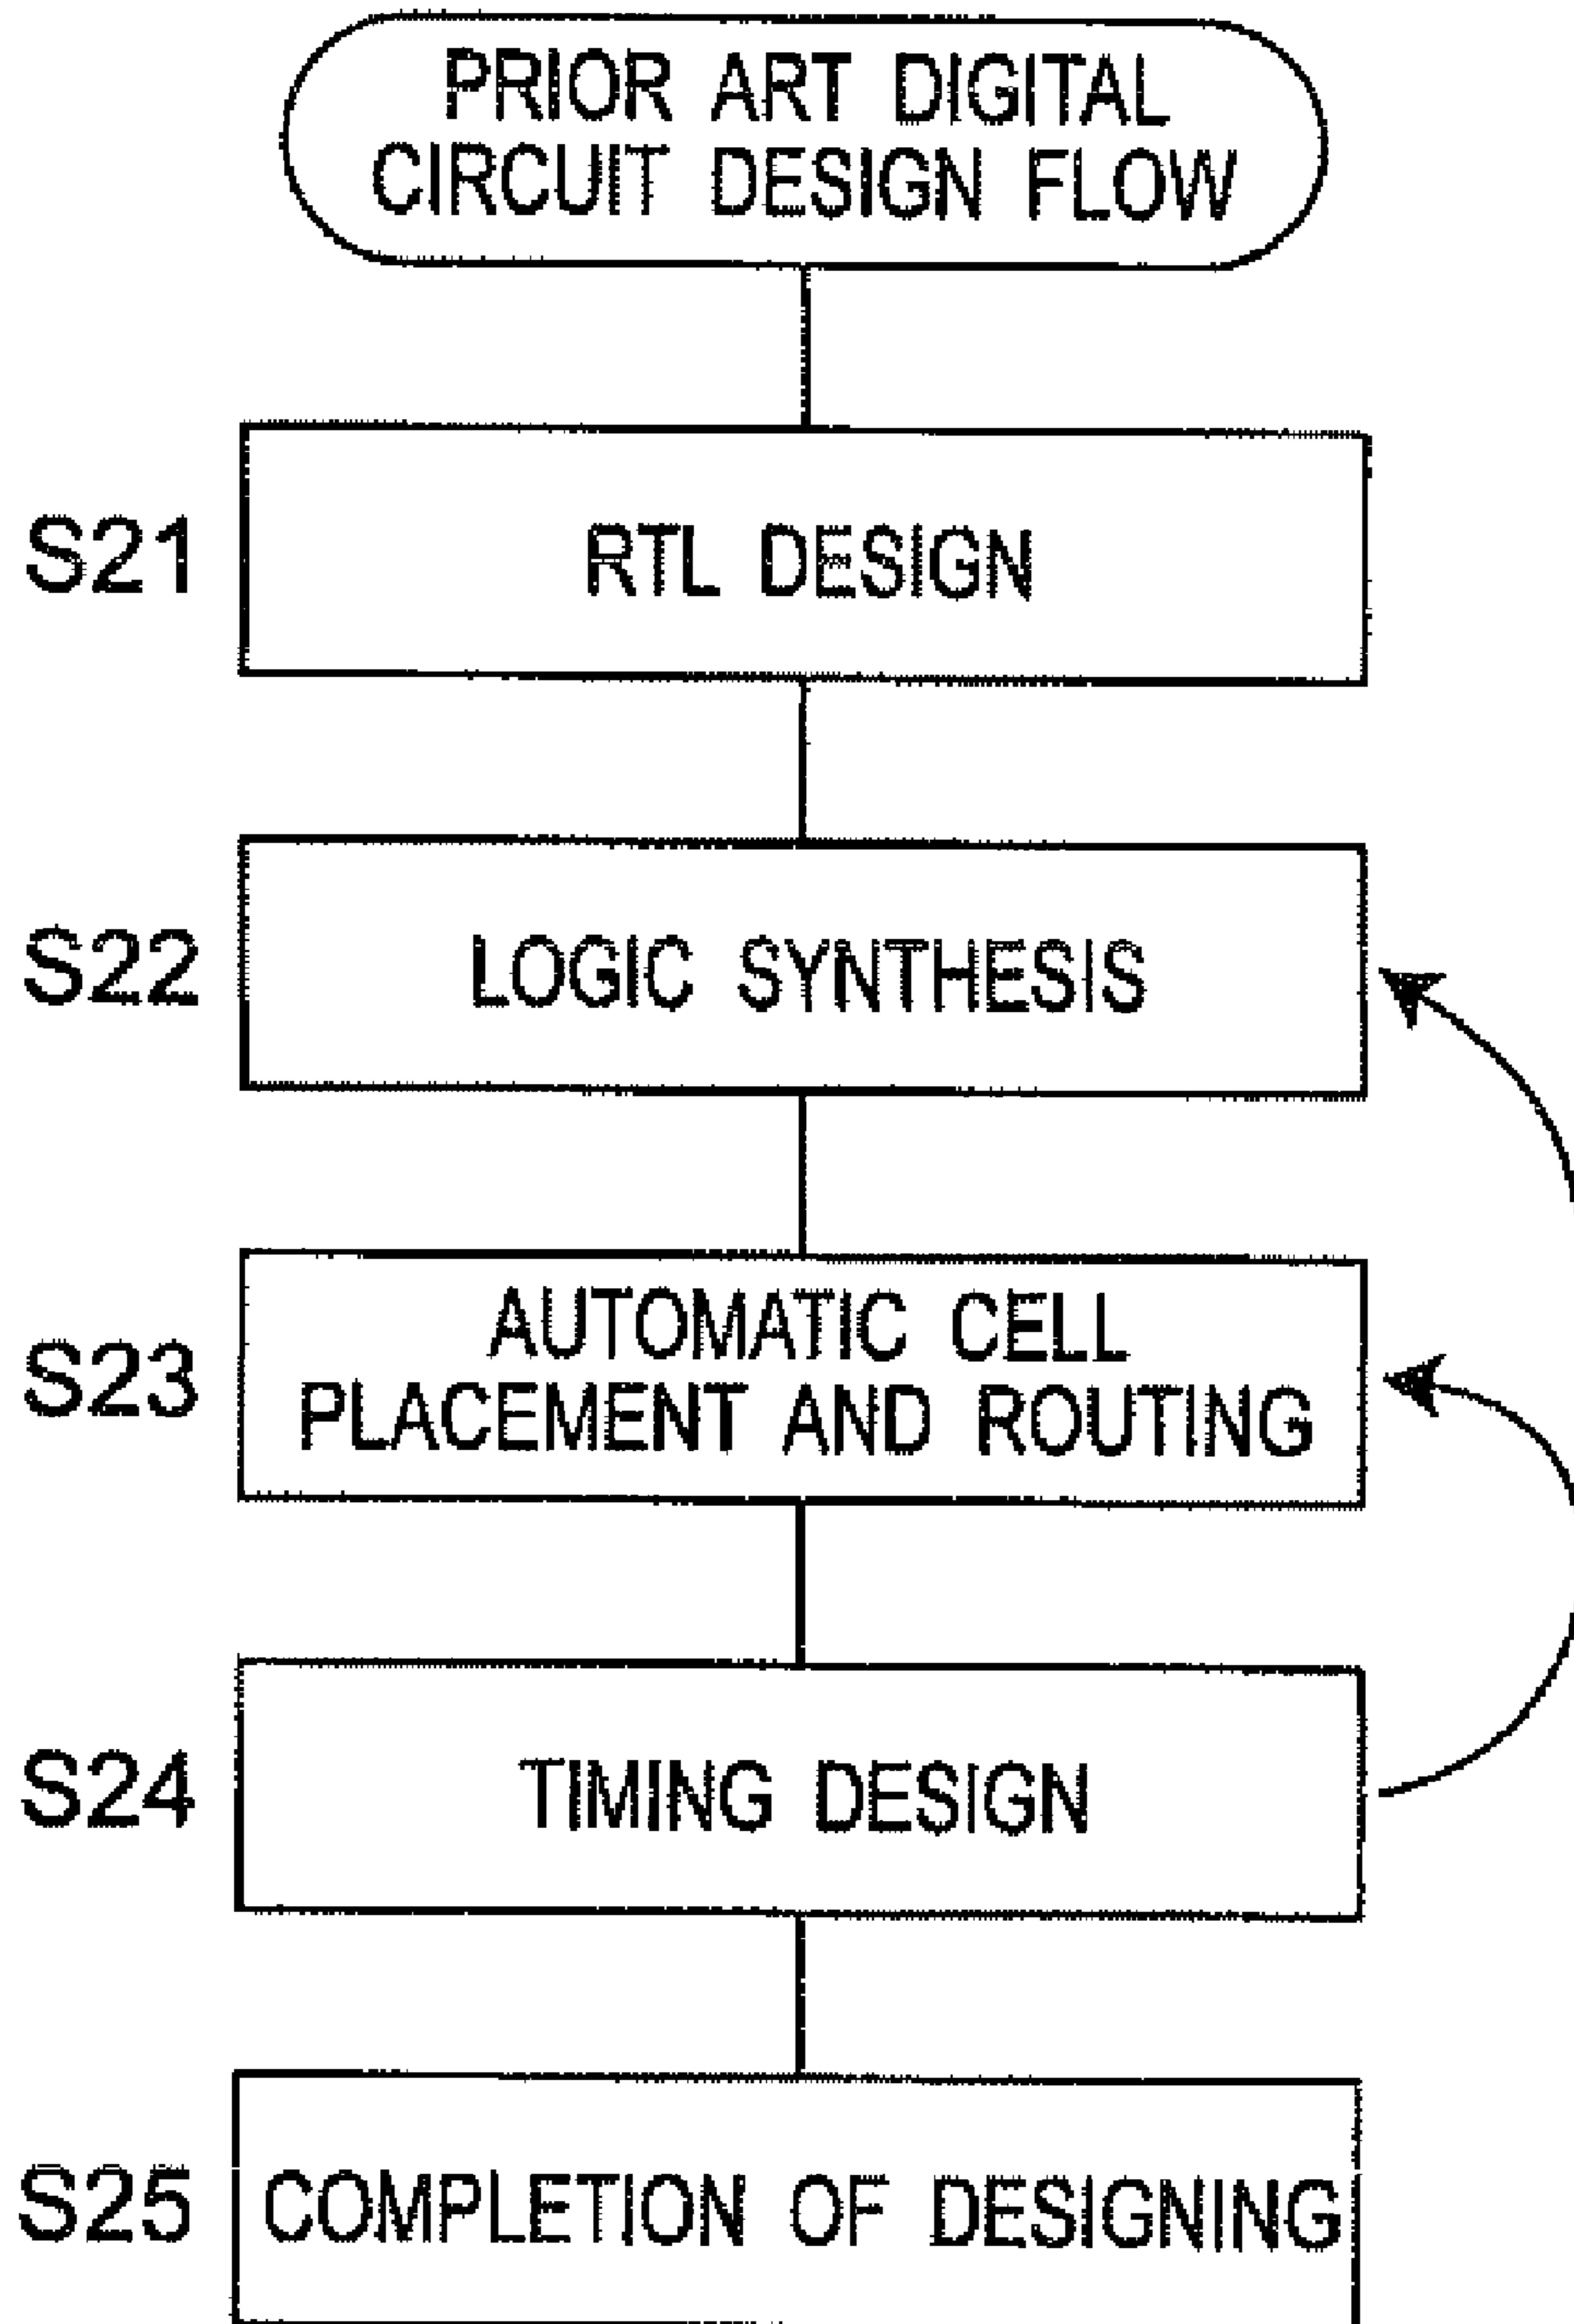 PRIOR ART DIGITAL
CIRCUIT DESIGN FLOW
S21
RTL DESIGN
S22
LOGIC SYNTHESIS
S23
AUTOMATIC CELL
PLACEMENT AND ROUTING
S24
TIMING DESIGN
S25
COMPLETION OF DESIGNING